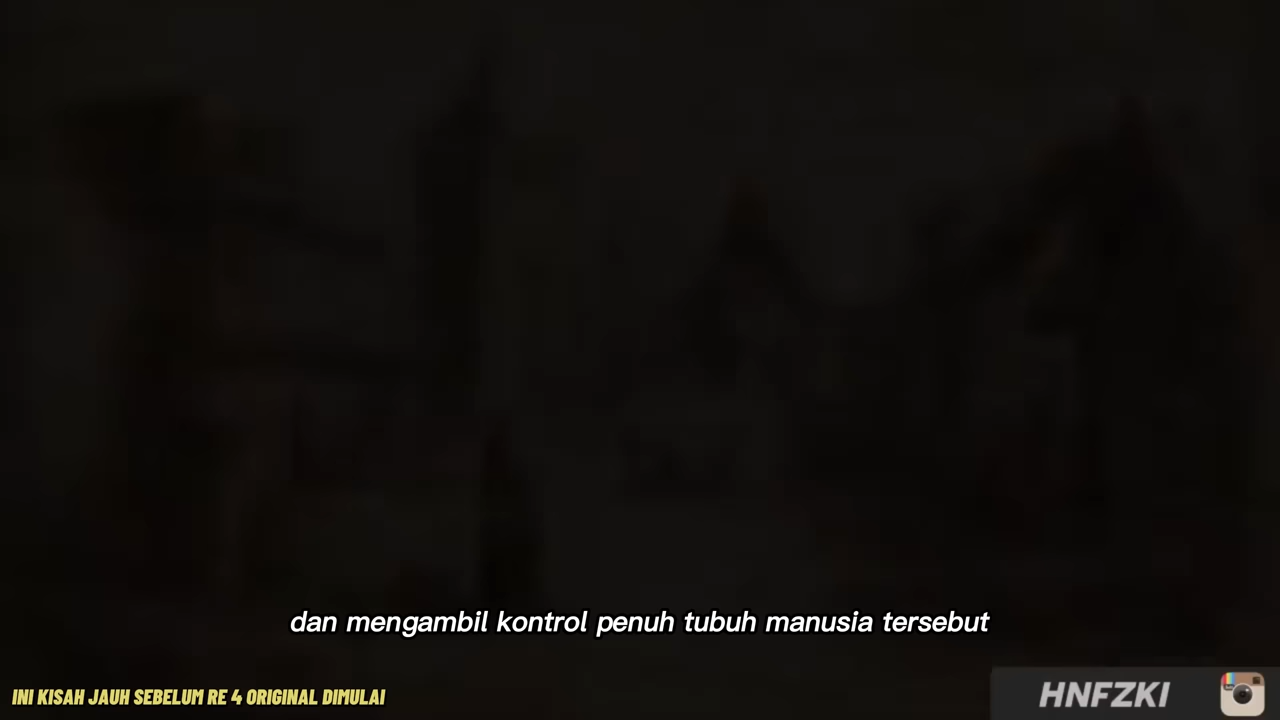 dan mengambil kontrol penuh tubuh manusia tersebut
INI KISAH JAUH SEBELUM RE 4 ORIGINAL DIMULAI
HNFZKI